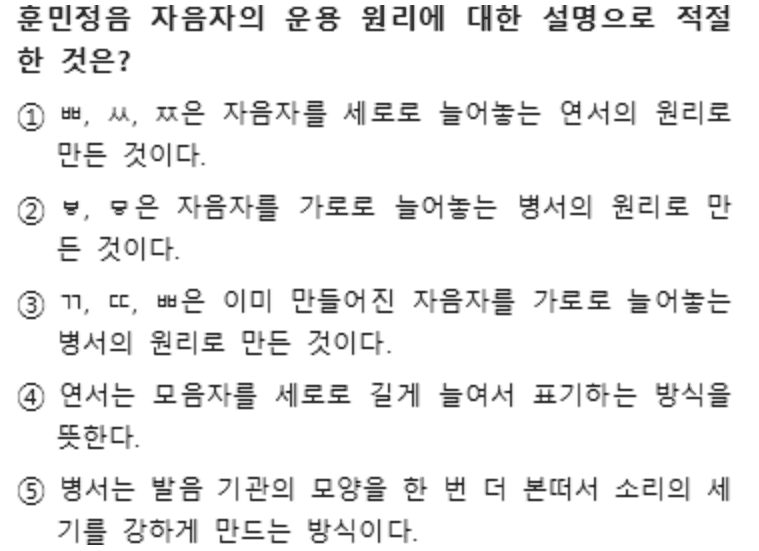 훈민정음 자음자의 운용 원리에 대한 설명으로 적절
한 것은?
① ㅃ, ㅆ, ㅉ은 자음자를 세로로 늘어놓는 연서의 원리로
만든 것이다.
② ㅸ, ㅱ은 자음자를 가로로 늘어놓는 병서의 원리로 만
든 것이다.
③ ㄲ, ㄸ, ㅃ은 이미 만들어진 자음자를 가로로 늘어놓는
병서의 원리로 만든 것이다.
④ 연서는 모음자를 세로로 길게 늘여서 표기하는 방식을
뜻한다.
⑤ 병서는 발음 기관의 모양을 한 번 더 본떠서 소리의 세
기를 강하게 만드는 방식이다.